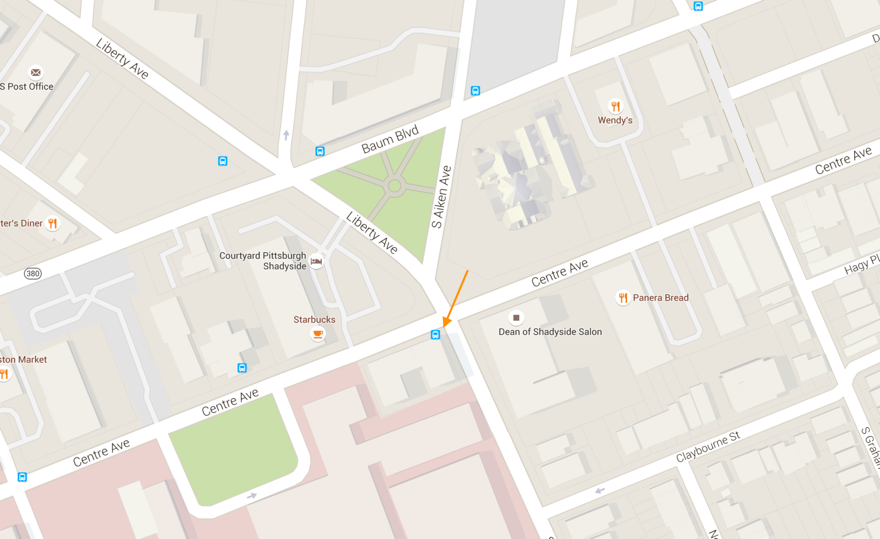 Liberty Ave
S Post Office
Baum Blvd
Wendy's
Centre Ave
S Aiken Ave
ter's Diner
Liberty Ave
Courtyard Pittsburgh
Shadyside
380
Centre Ave
Hagy Pl
Panera Bread
Starbucks
Dean of Shadyside Salon
ston Market
Centre Ave
Centre Ave
Claybourne St
S Graham